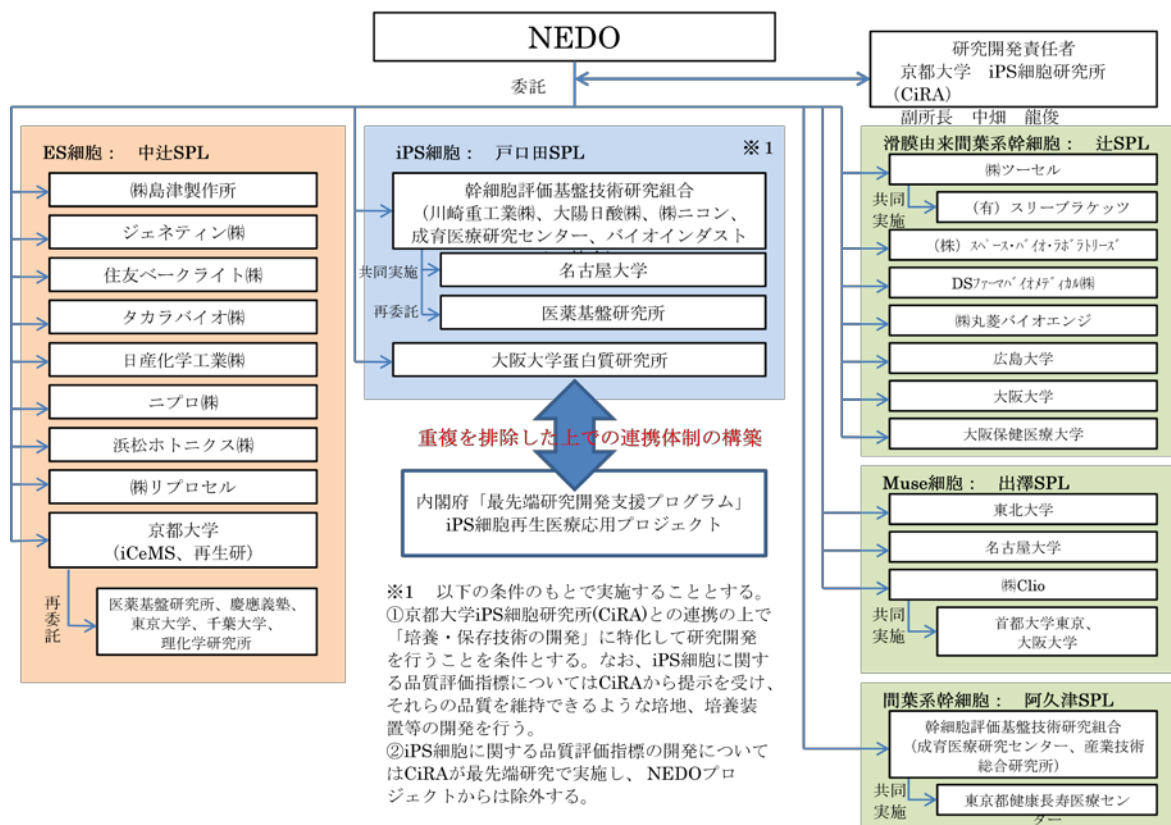 NEDO
委託
研究開発責任者
京都大学 iPS細胞研究所
(CiRA)
副所長 中畑 龍俊
ES細胞： 中辻SPL
㈱島津製作所
ジェネティン㈱
住友ベークライト㈱
タカラバイオ㈱
日産化学工業㈱
ニプロ㈱
浜松ホトニクス㈱
㈱リプロセル
京都大学
(iCeMS、再生研)
再委託
医薬基盤研究所、慶應義塾、
東京大学、千葉大学、
理化学研究所
iPS細胞： 戸口田SPL
※１
幹細胞評価基盤技術研究組合
(川崎重工業㈱、大陽日酸㈱、㈱ニコン、
成育医療研究センター、バイオインダスト
共同実施
名古屋大学
再委託
医薬基盤研究所
大阪大学蛋白質研究所
重複を排除した上での連携体制の構築
内閣府「最先端研究開発支援プログラム」
iPS細胞再生医療応用プロジェクト
※1 以下の条件のもとで実施することとする。
①京都大学iPS細胞研究所(CiRA)との連携の上で
「培養・保存技術の開発」に特化して研究開発
を行うことを条件とする。なお、iPS細胞に関す
る品質評価指標についてはCiRAから提示を受け、
それらの品質を維持できるような培地、培養装
置等の開発を行う。
②iPS細胞に関する品質評価指標の開発について
はCiRAが最先端研究で実施し、NEDOプロ
ジェクトからは除外する。
滑膜由来間葉系幹細胞： 辻SPL
㈱ツーセル
共同
実施
(有) スリーブラケッツ
(株) ｽﾍﾟｰｽ・ﾊﾞｲｵ・ﾗﾎﾞﾗﾄﾘｰｽﾞ
DSﾌｧｰﾏﾊﾞｲｵﾒﾃﾞｨｶﾙ㈱
㈱丸菱バイオエンジ
広島大学
大阪大学
大阪保健医療大学
Muse細胞： 出澤SPL
東北大学
名古屋大学
㈱Clio
共同
実施
首都大学東京、
大阪大学
間葉系幹細胞： 阿久津SPL
幹細胞評価基盤技術研究組合
(成育医療研究センター、産業技術
総合研究所)
共同
実施
東京都健康長寿医療セン
ター